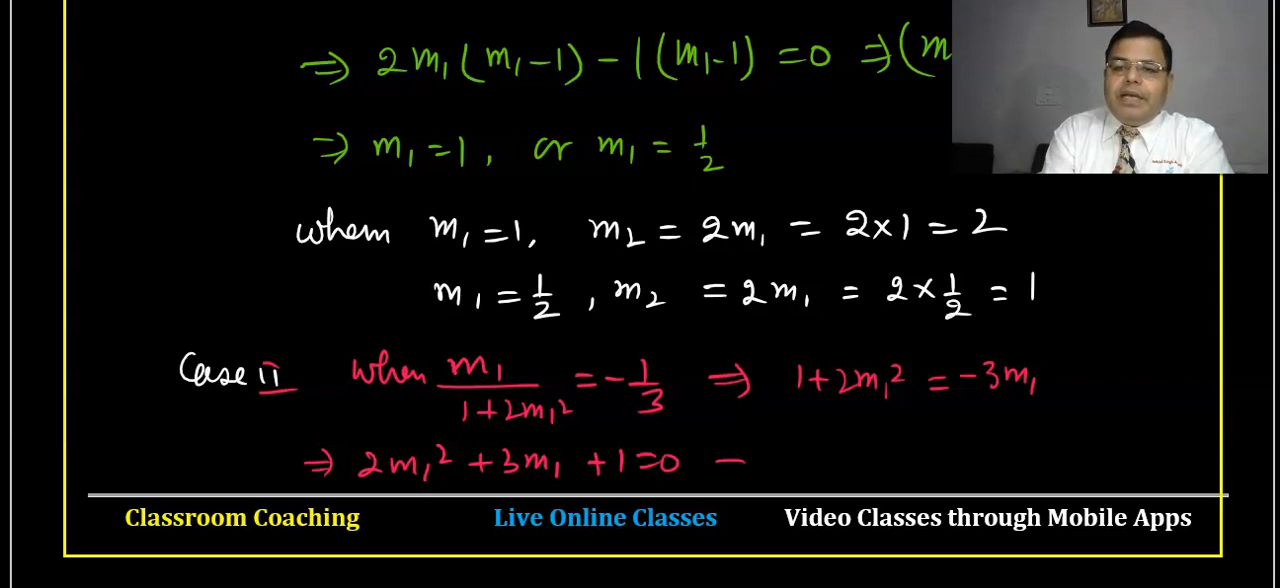 ⇒ 2m₁(m₁-1) - 1(m₁-1) = 0 ⇒ (m
⇒ m₁ = 1, or m₁ = 1/2
when m₁ = 1, m₂ = 2m₁ = 2×1 = 2
m₁ = 1/2, m₂ = 2m₁ = 2 × 1/2 = 1
Case II when m₁/(1+2m₁²) = -1/3 ⇒ 1+2m₁² = -3m₁
⇒ 2m₁² + 3m₁ + 1 = 0 –
Classroom Coaching Live Online Classes Video Classes through Mobile Apps